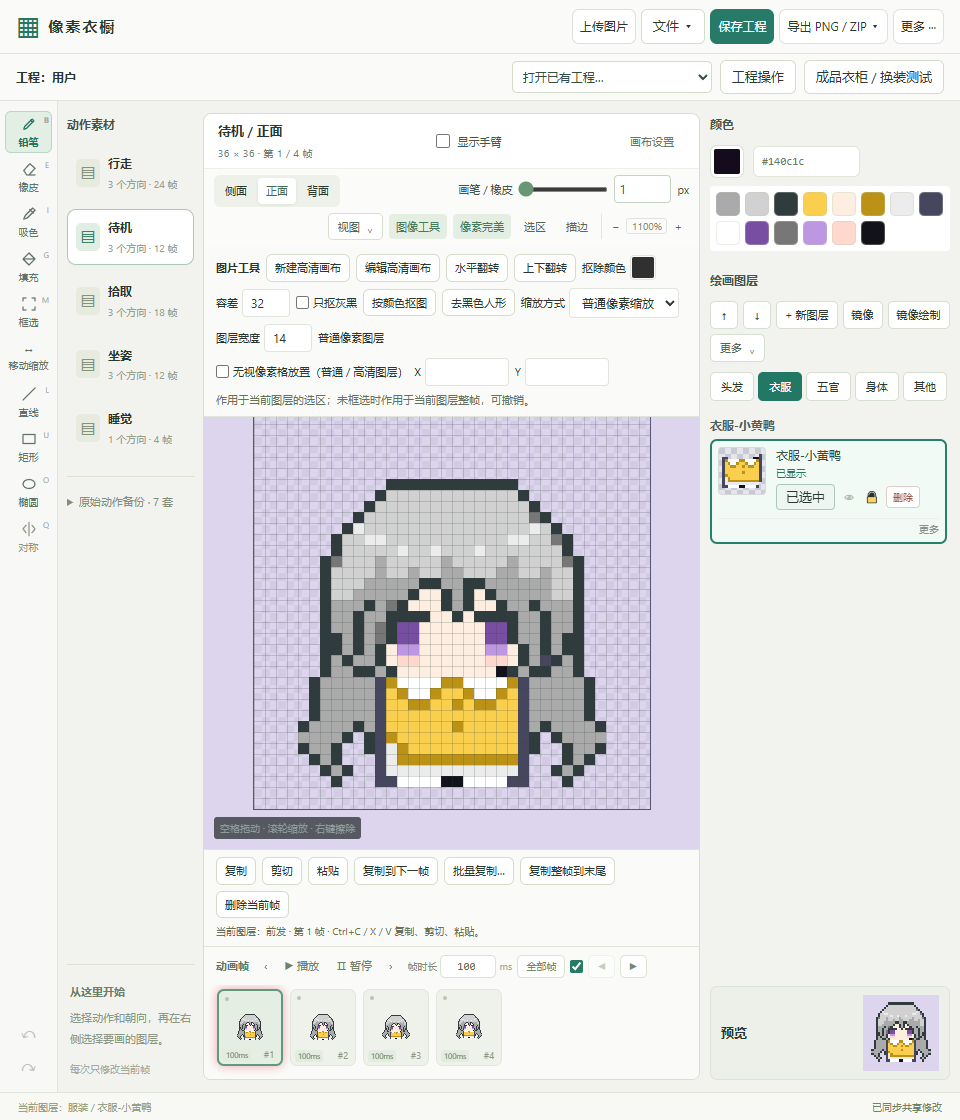 像素衣橱
上传图片 文件 保存工程 导出 PNG / ZIP 更多 ···
工程：用户
打开已有工程... 工程操作 成品衣柜 / 换装测试
铅笔 B
橡皮 E
吸色 I
填充 G
框选 M
移动缩放
直线 L
矩形 U
椭圆 O
对称 Q
动作素材
行走
3 个方向 · 24 帧
待机
3 个方向 · 12 帧
拾取
3 个方向 · 18 帧
坐姿
3 个方向 · 12 帧
睡觉
1 个方向 · 4 帧
原始动作备份 · 7 套
从这里开始
选择动作和朝向，再在右
侧选择要画的图层。
每次只修改当前帧
待机 / 正面
36 × 36 · 第 1 / 4 帧
显示手臂
画布设置
侧面 正面 背面
画笔 / 橡皮 1 px
视图 图像工具 像素完美 选区 描边 − 1100% +
图片工具 新建高清画布 编辑高清画布 水平翻转 上下翻转 抠除颜色
容差 32 只抠灰黑 按颜色抠图 去黑色人形 缩放方式 普通像素缩放
图层宽度 14 普通像素图层
无视像素格放置（普通 / 高清图层） X Y
作用于当前图层的选区；未框选时作用于当前图层整帧，可撤销。
空格拖动 · 滚轮缩放 · 右键擦除
复制 剪切 粘贴 复制到下一帧 批量复制... 复制整帧到末尾
删除当前帧
当前图层：前发 · 第 1 帧 · Ctrl+C / X / V 复制、剪切、粘贴。
动画帧 ‹ 播放 暂停 › 帧时长 100 ms 全部帧
100ms #1
100ms #2
100ms #3
100ms #4
颜色
#140c1c
绘画图层
↑ ↓ + 新图层 镜像 镜像绘制
更多
头发 衣服 五官 身体 其他
衣服-小黄鸭
衣服-小黄鸭
已显示
已选中 删除
更多
预览
当前图层：服装 / 衣服-小黄鸭
已同步共享修改